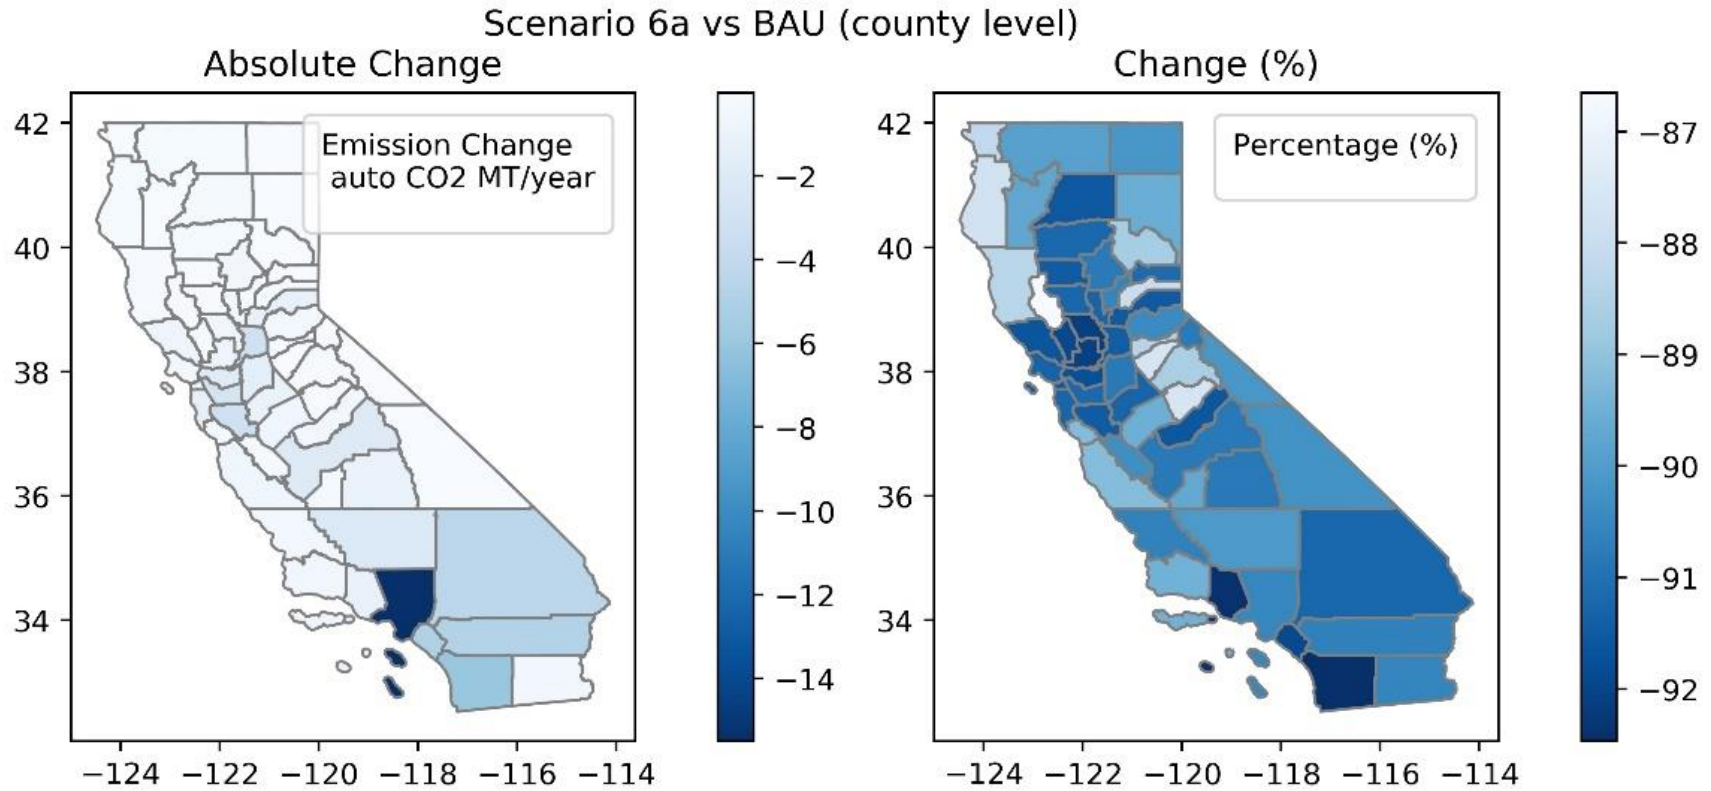 Scenario 6a vs BAU (county level)
Absolute Change
Emission Change
auto CO2 MT/year
42
40
38
36
34
−124 −122 −120 −118 −116 −114
−2
−4
−6
−8
−10
−12
−14
Change (%)
Percentage (%)
42
40
38
36
34
−124 −122 −120 −118 −116 −114
−87
−88
−89
−90
−91
−92